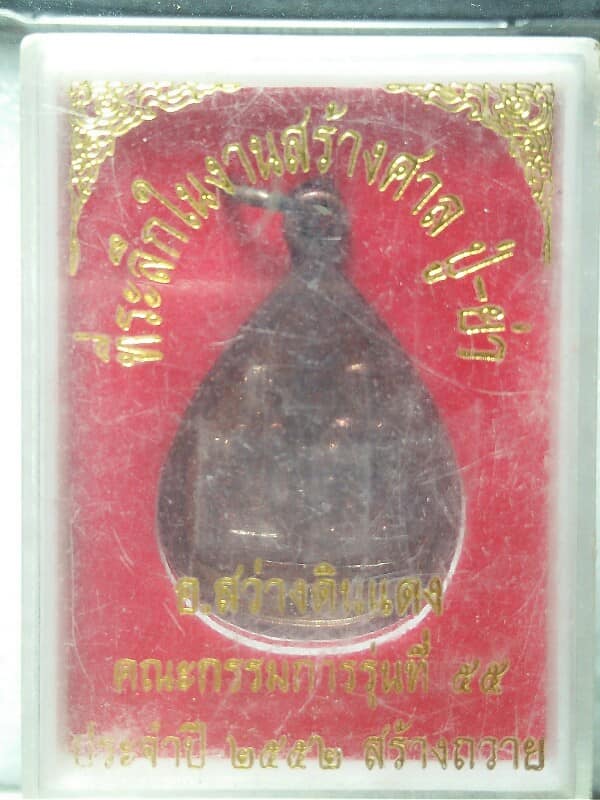 ที่ระลึกในงานสร้างศาล ปู่-ย่า
อ.สว่างดินแดง
คณะกรรมการรุ่นที่ ๕๕
ประจำปี ๒๕๕๒ สร้างถวาย